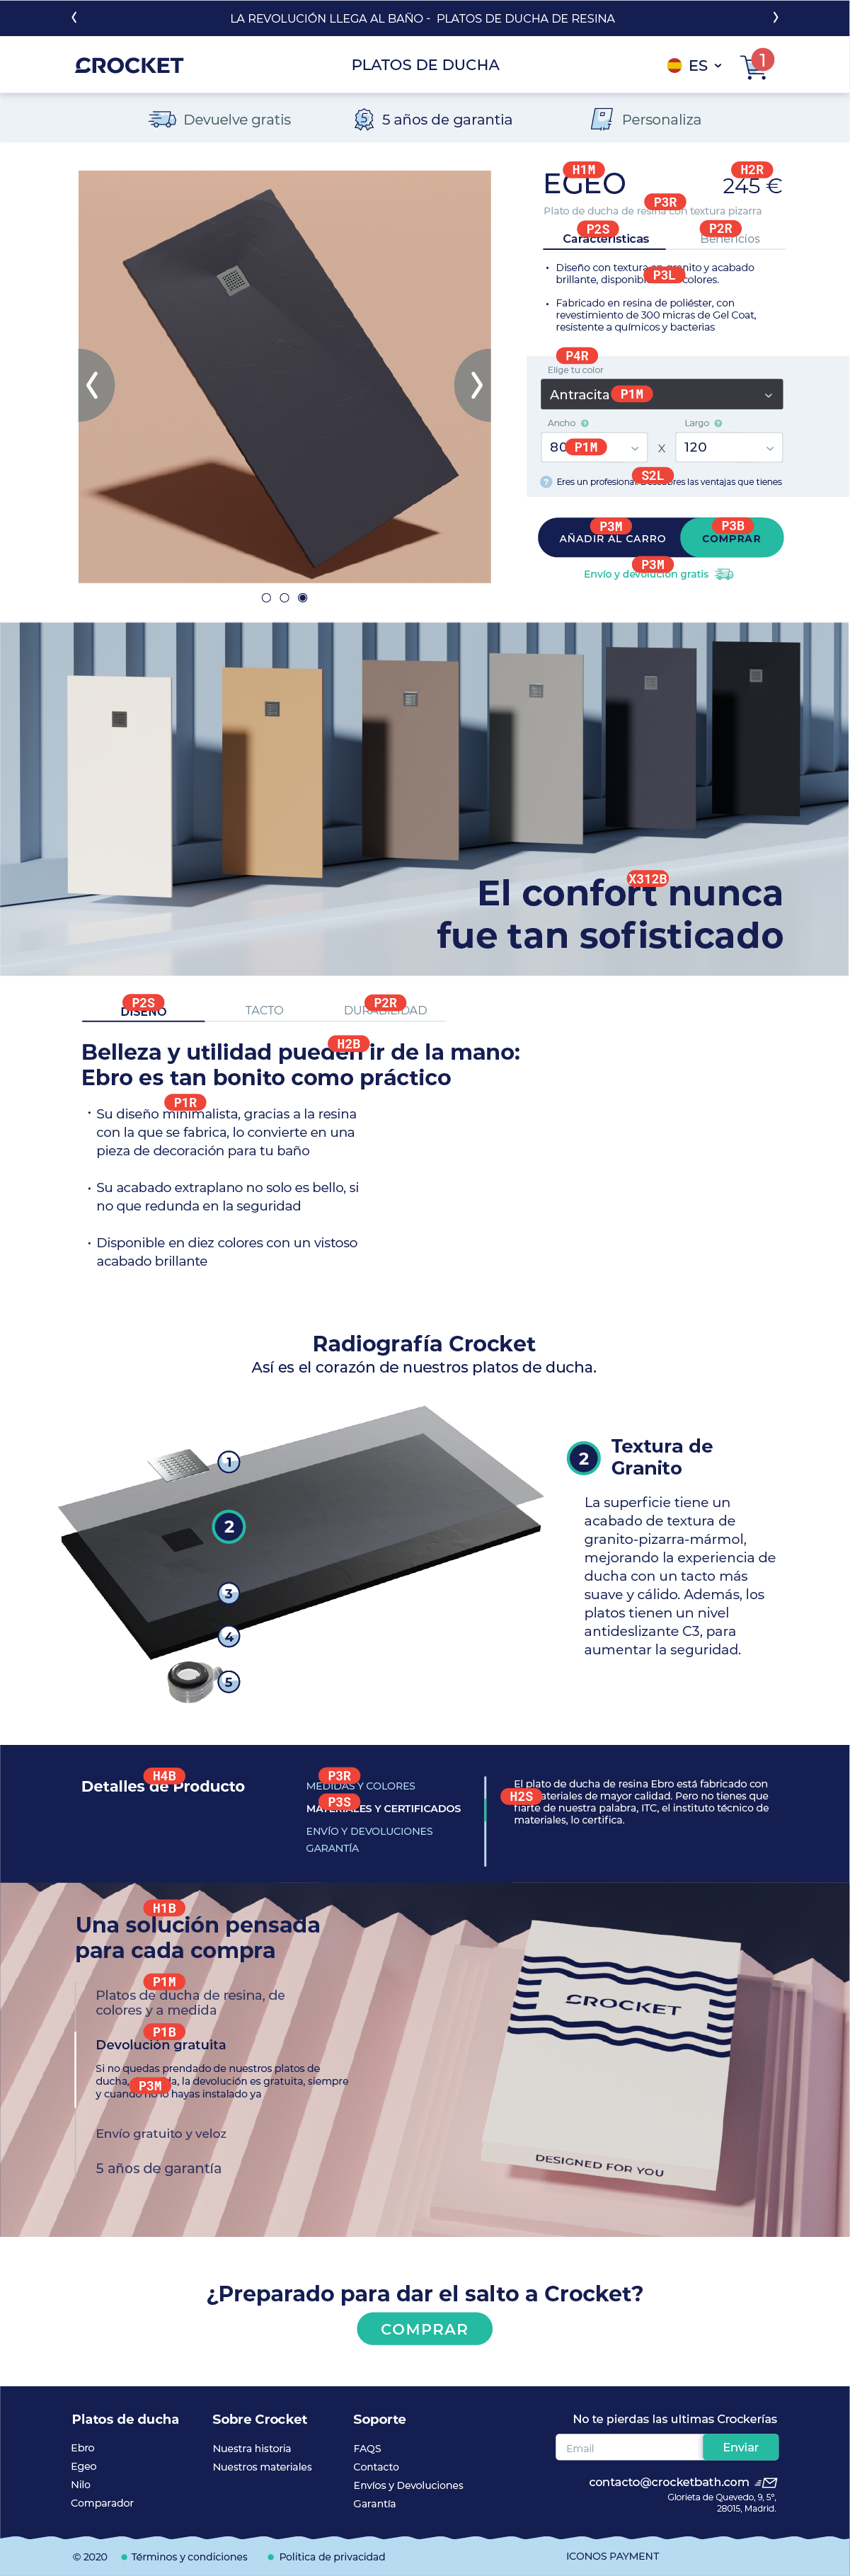 LA REVOLUCIÓN LLEGA AL BAÑO - PLATOS DE DUCHA DE RESINA
CROCKET
PLATOS DE DUCHA
ES
1
Devuelve gratis
5
5 años de garantia
Personaliza
H1M
H2R
EGEO
245 €
P3R
Plato de ducha de resina con textura pizarra
P2S
P2R
Características
Beneficios
P3L
Diseño con textura granito y acabado
brillante, colores.
Fabricado en resina de poliéster, con
revestimiento de 300 micras de Gel Coat,
resistente a químicos y bacterias
P4R
Elige tu color
Antracita
P1M
Ancho ?
Largo ?
80
P1M
X
120
S2L
? Eres un profesional las ventajas que tienes
P3M
P3B
AÑADIR AL CARRO
COMPRAR
P3M
Envío y devolución gratis
X312B
El confort nunca
fue tan sofisticado
P2S
P2R
DISEÑO
TACTO
DURABILIDAD
H2B
Belleza y utilidad pueden ir de la mano:
Ebro es tan bonito como práctico
P1R
Su diseño minimalista, gracias a la resina
con la que se fabrica, lo convierte en una
pieza de decoración para tu baño
Su acabado extraplano no solo es bello, si
no que redunda en la seguridad
Disponible en diez colores con un vistoso
acabado brillante
Radiografía Crocket
Así es el corazón de nuestros platos de ducha.
1
2
3
4
5
2
Textura de
Granito
La superficie tiene un
acabado de textura de
granito-pizarra-mármol,
mejorando la experiencia de
ducha con un tacto más
suave y cálido. Además, los
platos tienen un nivel
antideslizante C3, para
aumentar la seguridad.
H4B
Detalles de Producto
P3R
MEDIDAS Y COLORES
P3S
MATERIALES Y CERTIFICADOS
ENVÍO Y DEVOLUCIONES
GARANTÍA
H2S
El plato de ducha de resina Ebro está fabricado con
materiales de mayor calidad. Pero no tienes que
fiarte de nuestra palabra, ITC, el instituto técnico de
materiales, lo certifica.
H1B
Una solución pensada
para cada compra
P1M
Platos de ducha de resina, de
colores y a medida
P1B
Devolución gratuita
Si no quedas prendado de nuestros platos de
ducha, la devolución es gratuita, siempre
P3M
y cuando no lo hayas instalado ya
Envío gratuito y veloz
5 años de garantía
CROCKET
DESIGNED FOR YOU
¿Preparado para dar el salto a Crocket?
COMPRAR
Platos de ducha
Ebro
Egeo
Nilo
Comparador
Sobre Crocket
Nuestra historia
Nuestros materiales
Soporte
FAQS
Contacto
Envíos y Devoluciones
Garantía
No te pierdas las ultimas Crockerías
Email
Enviar
contacto@crocketbath.com
Glorieta de Quevedo, 9, 5º,
28015, Madrid.
© 2020
Términos y condiciones
Politica de privacidad
ICONOS PAYMENT